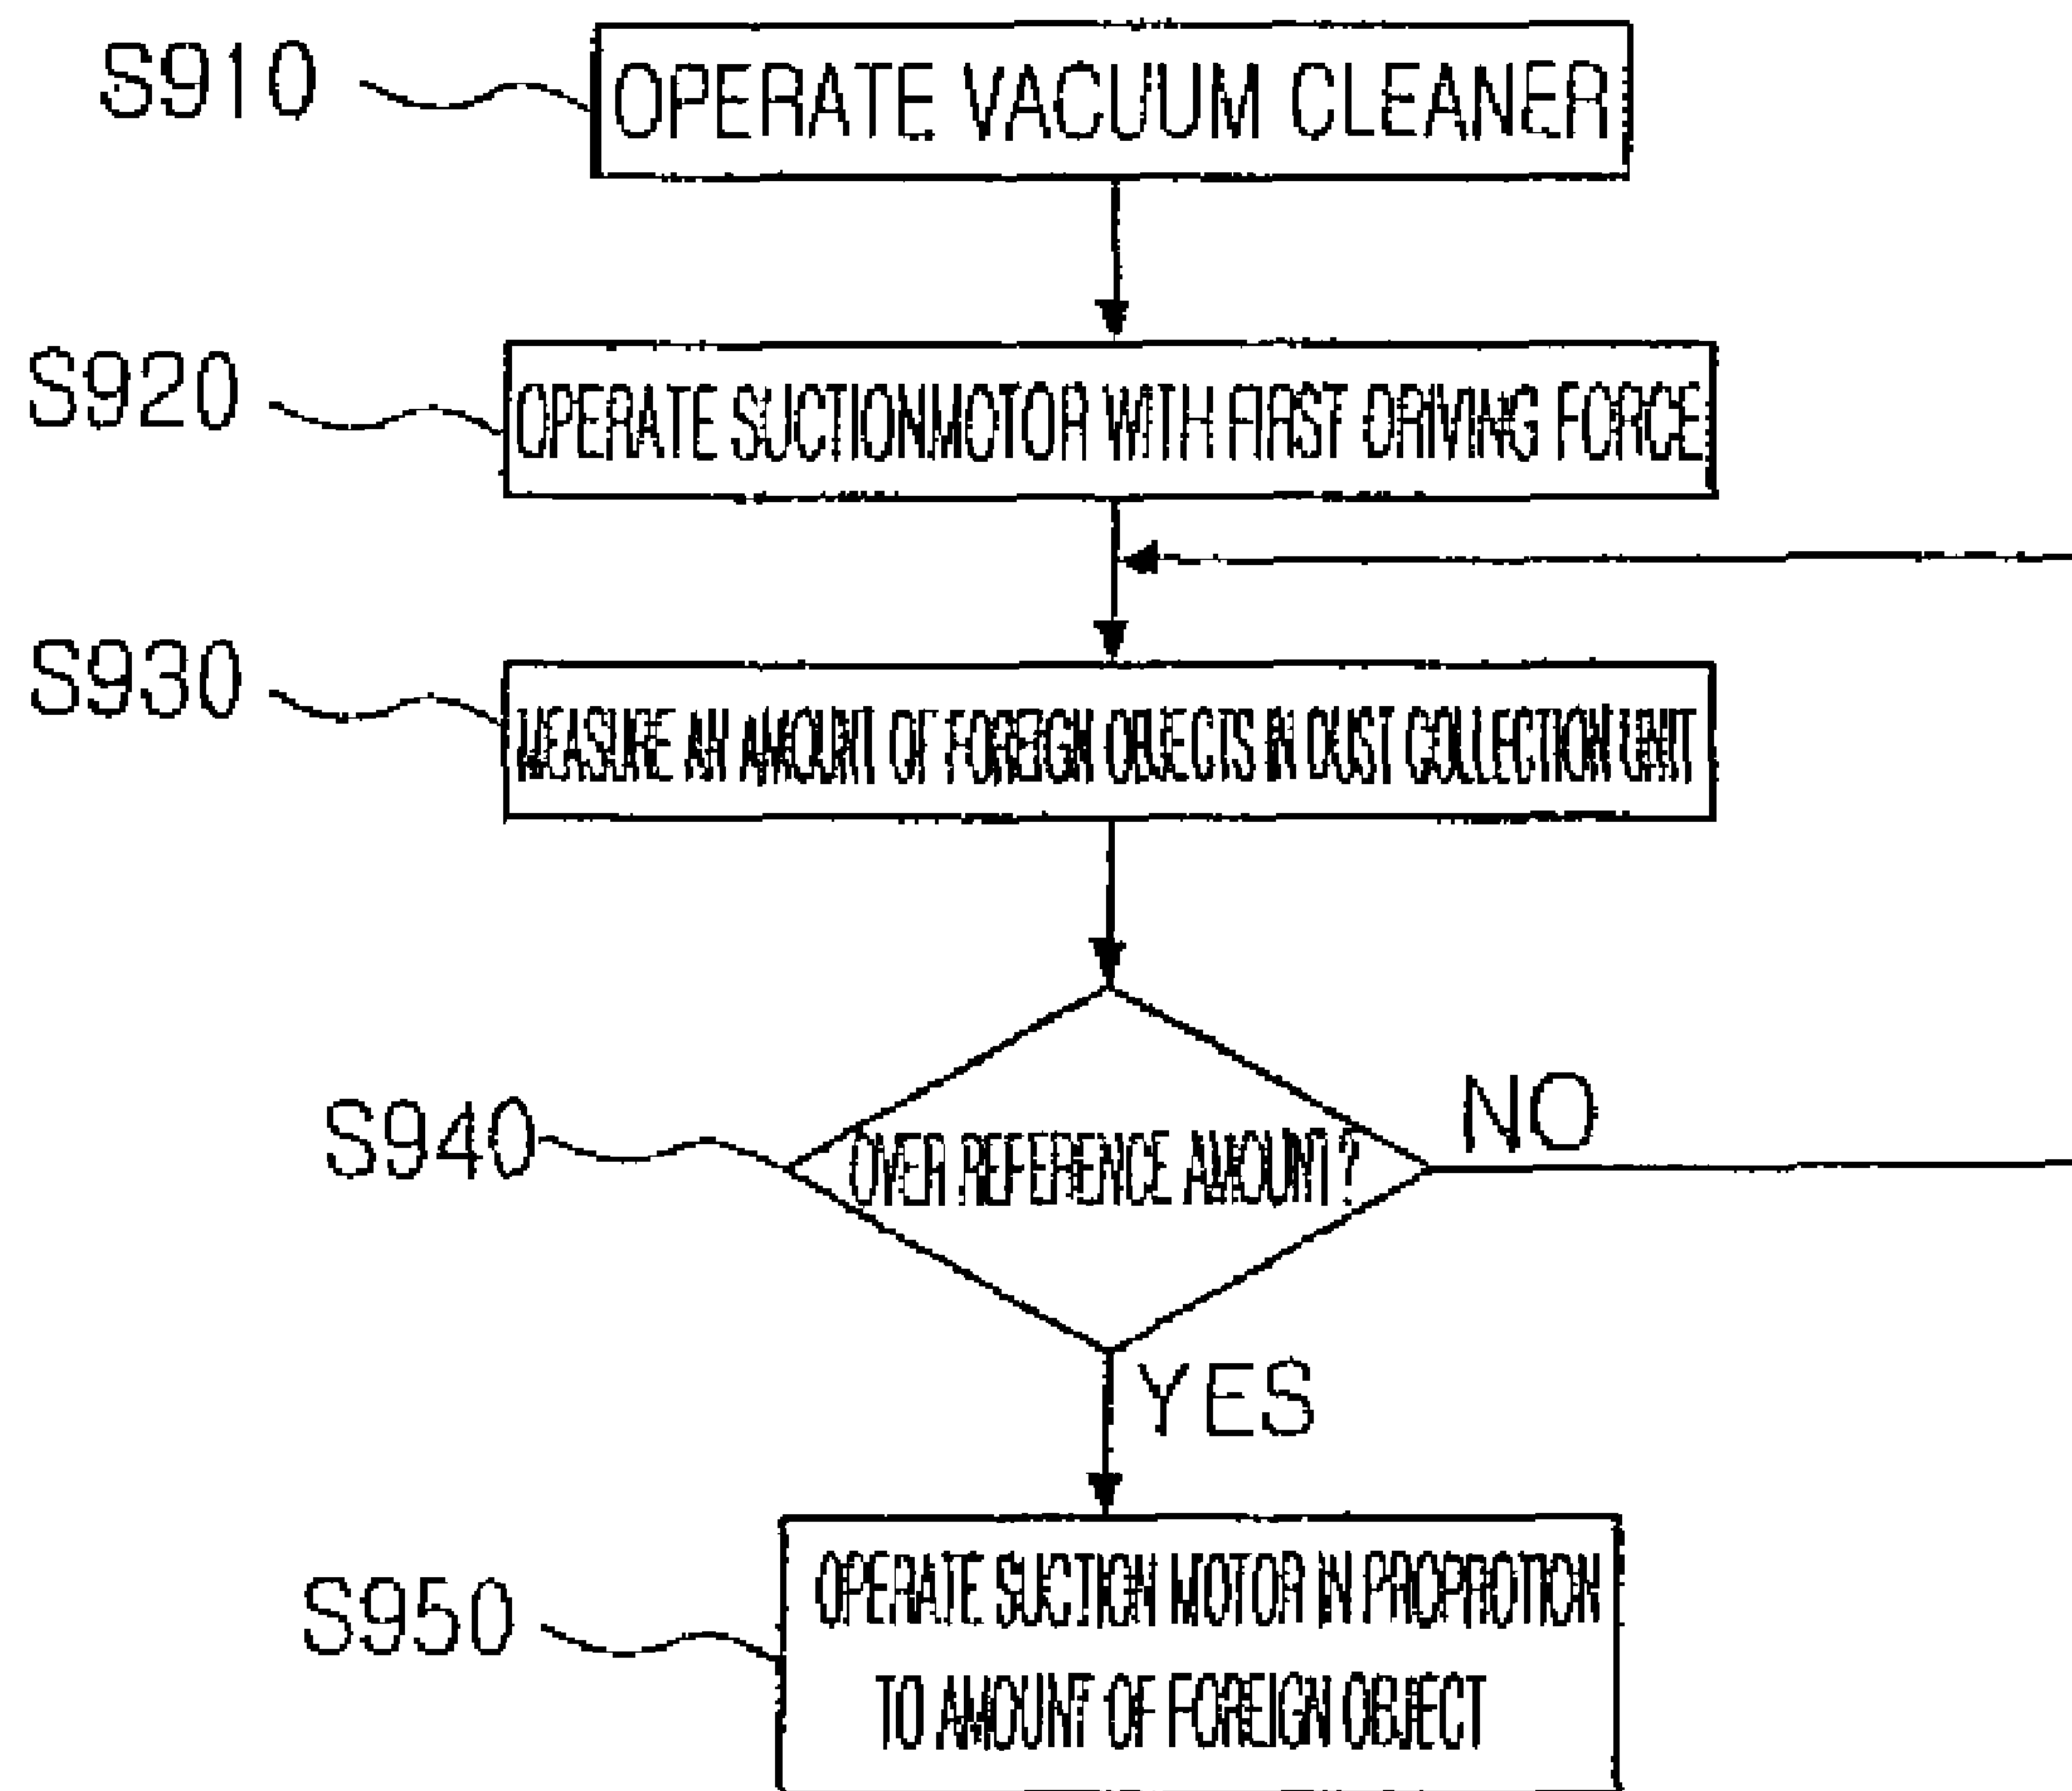 S910
OPERATE VACUUM CLEANER
S920
OPERATE SUCTIONMOTOR WITH FIRST DRIVING FORCE
S930
MEASURE AN AMOUNT OF FOREIGN OBJECTS IN DUST COLLECTION UNIT
S940
OVER REFERENCE AMOUNT?
NO
YES
S950
OPERATE SUCTION MOTOR IN PROPROTION
TO AMOUNT OF FOREIGN OBJECT